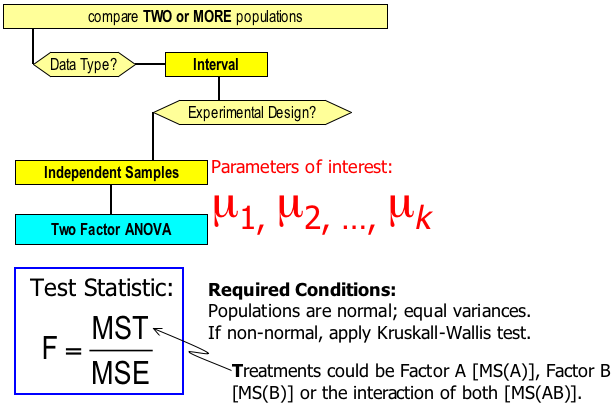 compare TWO or MORE populations
Data Type?
Interval
Experimental Design?
Independent Samples
Parameters of interest:
Two Factor ANOVA
μ1, μ2, …, μk
Test Statistic:
F = MST / MSE
Required Conditions:
Populations are normal; equal variances.
If non-normal, apply Kruskall-Wallis test.
Treatments could be Factor A [MS(A)], Factor B
[MS(B)] or the interaction of both [MS(AB)].